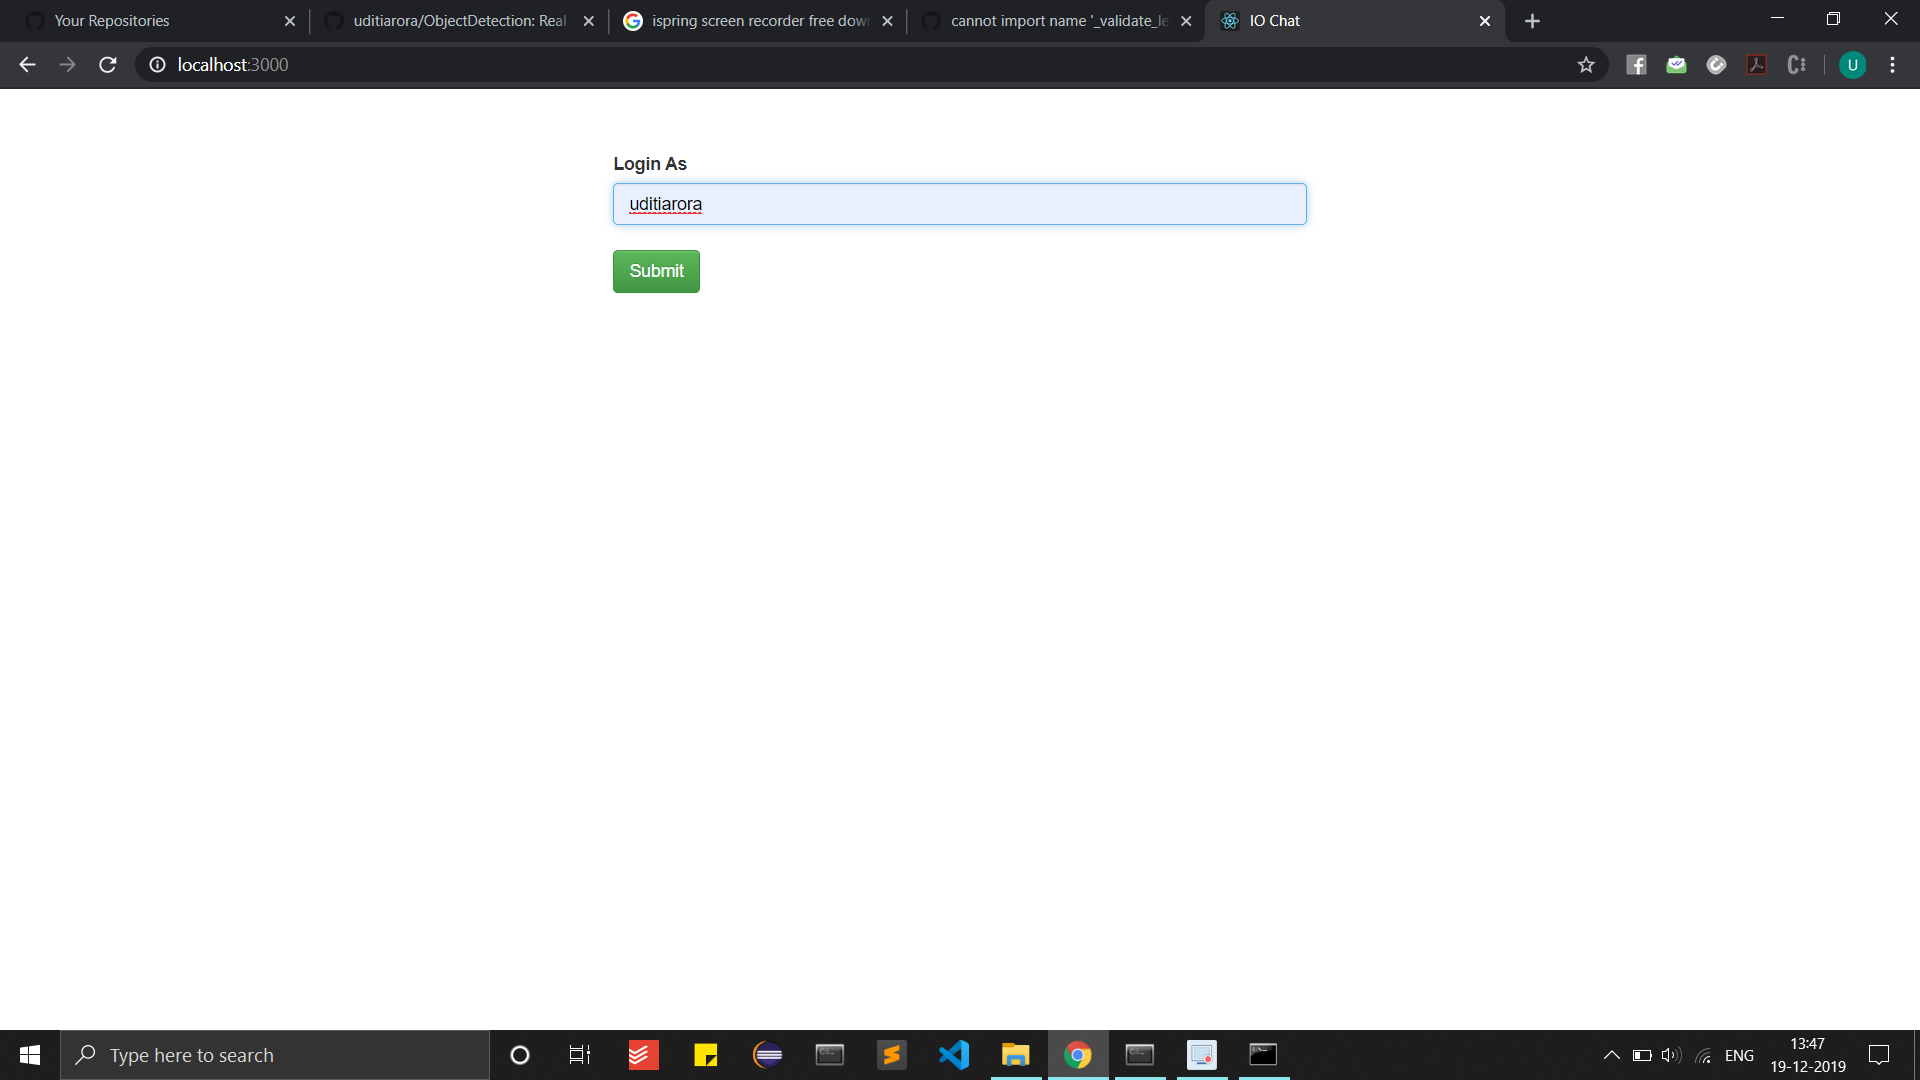 Your Repositories
uditiarora/ObjectDetection: Real
ispring screen recorder free dow
cannot import name '_validate_le
IO Chat
localhost:3000
U
Login As
uditiarora
Submit
Type here to search
ENG
13:47
19-12-2019